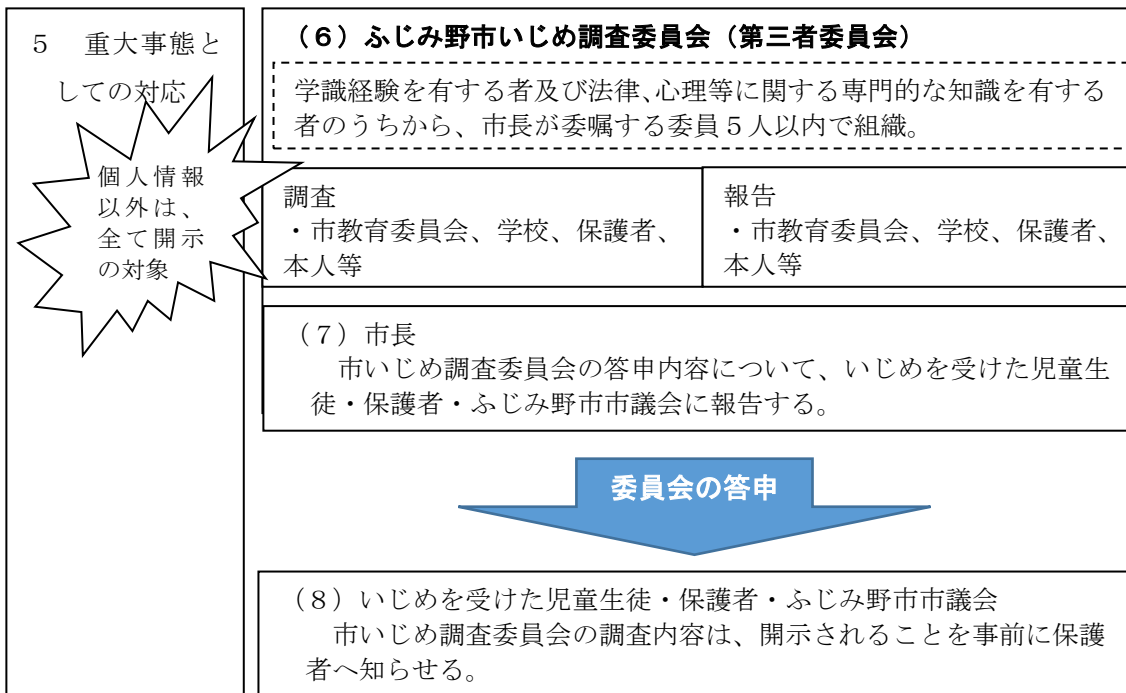 ５　重大事態と
しての対応
個人情報
以外は、
全て開示
の対象
（６）ふじみ野市いじめ調査委員会（第三者委員会）
学識経験を有する者及び法律、心理等に関する専門的な知識を有する
者のうちから、市長が委嘱する委員５人以内で組織。
調査
・市教育委員会、学校、保護者、
本人等
報告
・市教育委員会、学校、保護者、
本人等
（７）市長
市いじめ調査委員会の答申内容について、いじめを受けた児童生
徒・保護者・ふじみ野市市議会に報告する。
委員会の答申
（８）いじめを受けた児童生徒・保護者・ふじみ野市市議会
市いじめ調査委員会の調査内容は、開示されることを事前に保護
者へ知らせる。